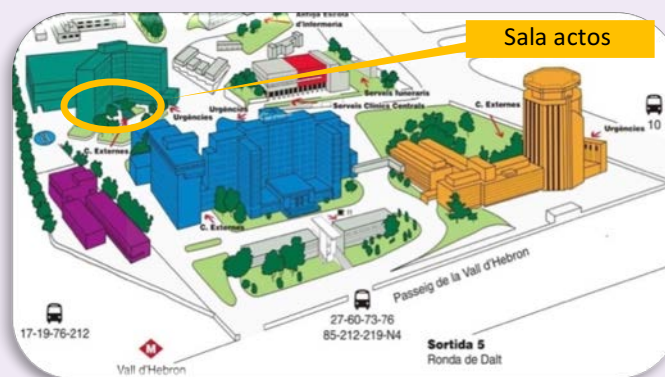 Antiga Escola
d'Infermeria
Sala actos
Serveis funeraris
Serveis Clínics Centrals
Urgències
Urgències
C. Externes
C. Externes
Urgències
10
C. Externes
Passeig de la Vall d'Hebron
17-19-76-212
27-60-73-76
85-212-219-N4
M
Vall d'Hebron
Sortida 5
Ronda de Dalt